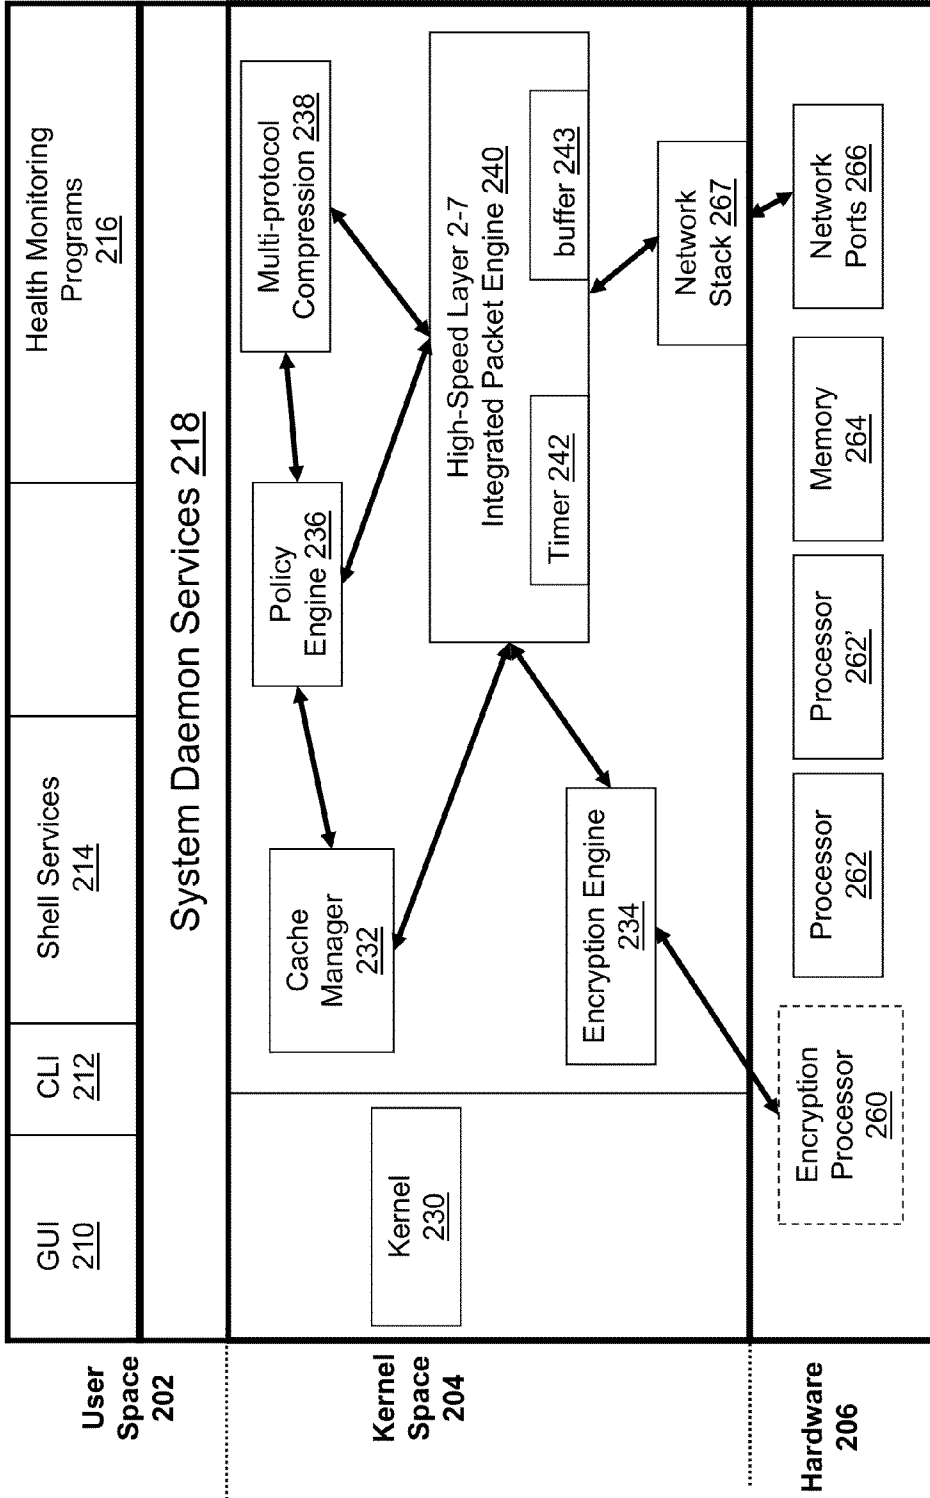 User
Space
202
GUI
210
CLI
212
Shell Services
214
Health Monitoring
Programs
216
System Daemon Services 218
Kernel
Space
204
Kernel
230
Cache
Manager
232
Policy
Engine 236
Multi-protocol
Compression 238
High-Speed Layer 2-7
Integrated Packet Engine 240
Timer 242
buffer 243
Encryption Engine
234
Network
Stack 267
Hardware
206
Encryption
Processor
260
Processor
262
Processor
262’
Memory
264
Network
Ports 266